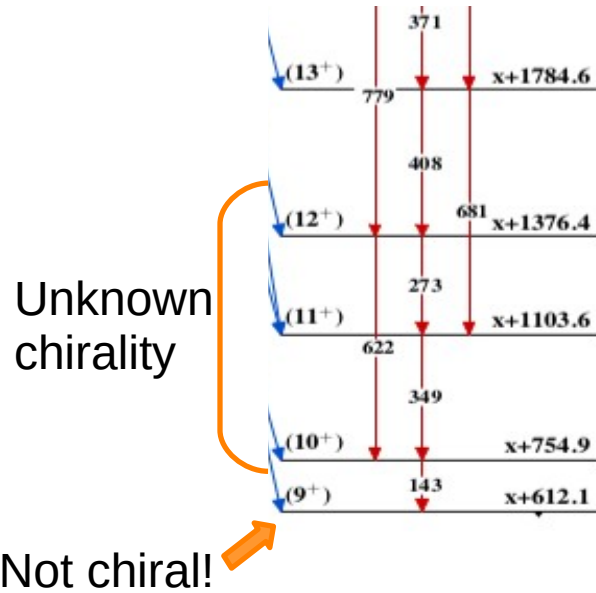 371
(13+) x+1784.6
779
408
(12+) 681 x+1376.4
273
Unknown
chirality
(11+) x+1103.6
622
349
(10+) x+754.9
143
(9+) x+612.1
Not chiral!